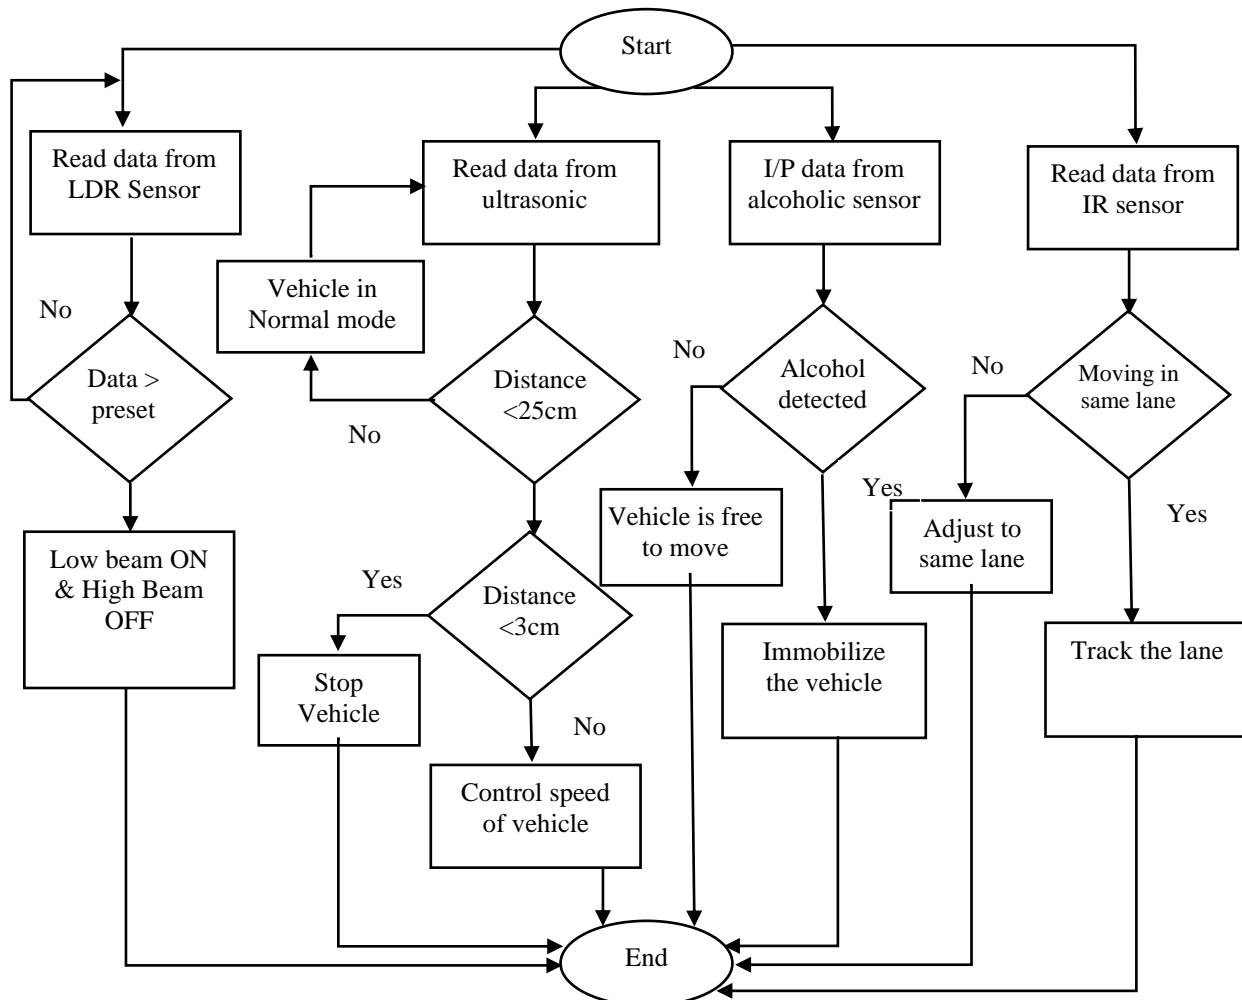 Start
Read data from
LDR Sensor
Read data from
ultrasonic
I/P data from
alcoholic sensor
Read data from
IR sensor
Vehicle in
Normal mode
No
Data >
preset
Distance
<25cm
No
No
Alcohol
detected
No
Moving in
same lane
Yes
Yes
Low beam ON
& High Beam
OFF
Vehicle is free
to move
Adjust to
same lane
Yes
Distance
<3cm
Stop
Vehicle
No
Immobilize
the vehicle
Track the lane
Control speed
of vehicle
End